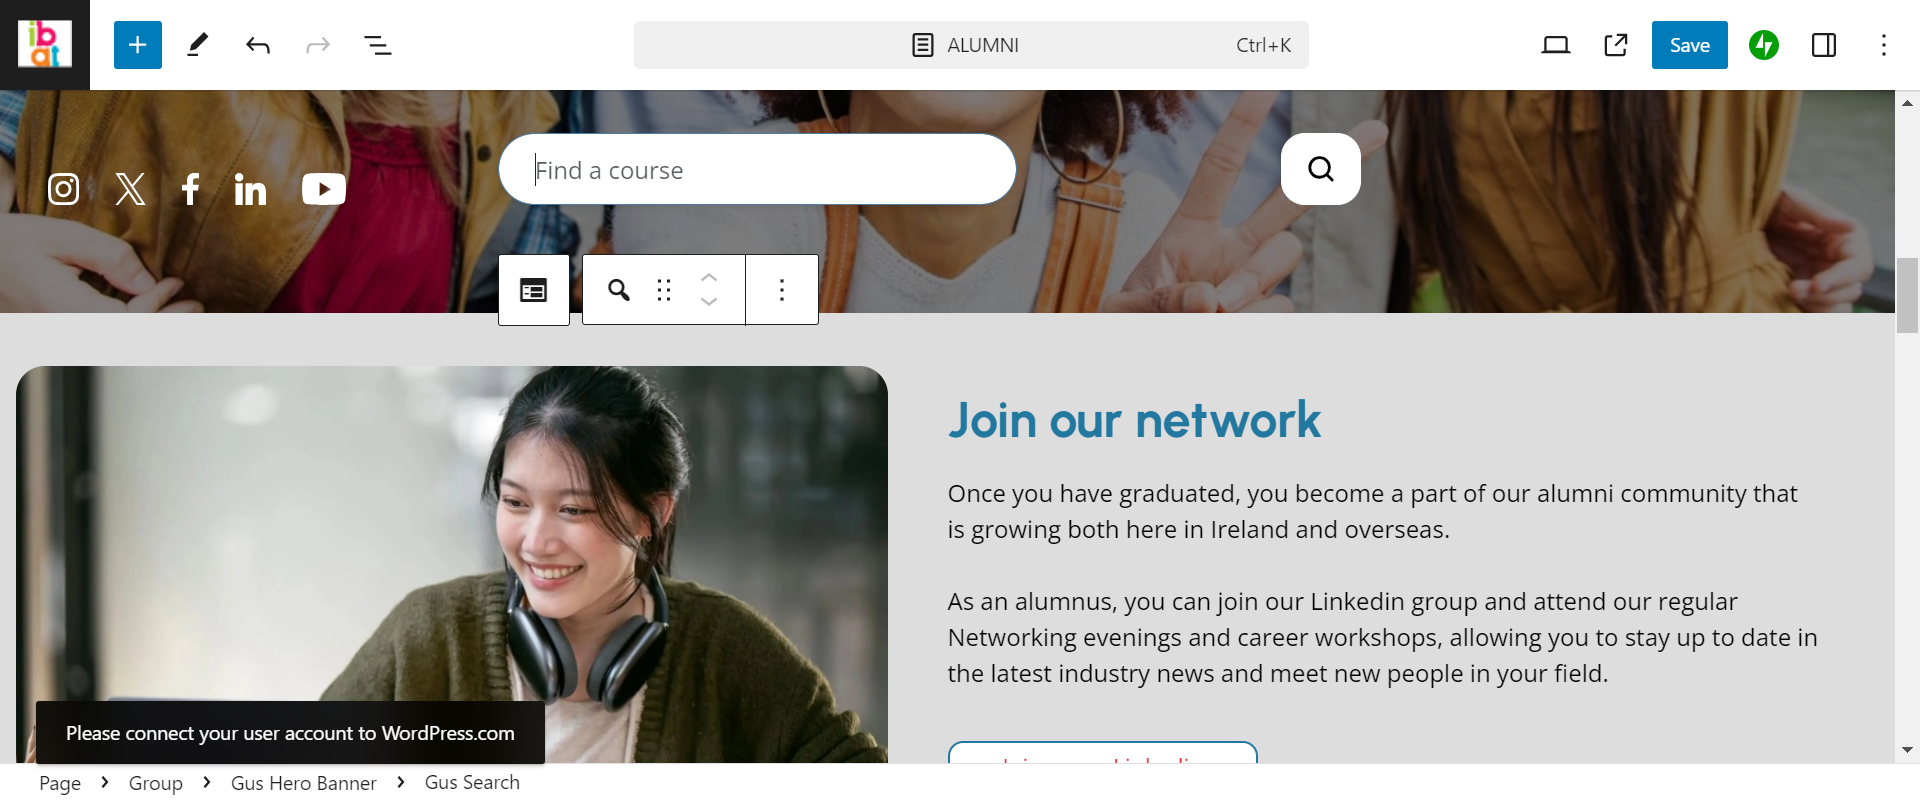 ib
at
ALUMNI
Ctrl+K
Save
Find a course
Join our network
Once you have graduated, you become a part of our alumni community that
is growing both here in Ireland and overseas.
As an alumnus, you can join our Linkedin group and attend our regular
Networking evenings and career workshops, allowing you to stay up to date in
the latest industry news and meet new people in your field.
Please connect your user account to WordPress.com
Page > Group > Gus Hero Banner > Gus Search